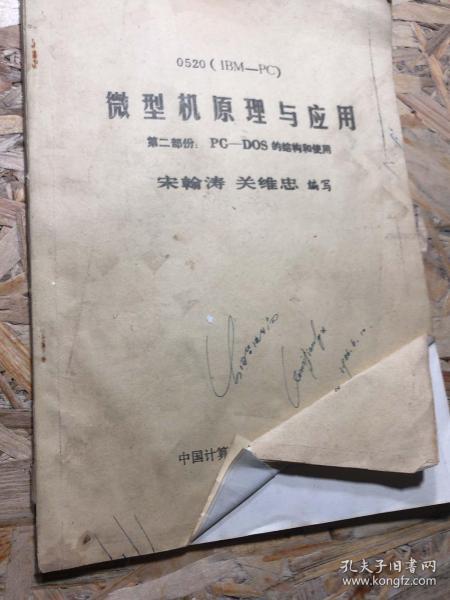 0520(IBM—PC)
微型机原理与应用
第二部份: PC—DOS 的结构和使用
宋翰涛 关维忠 编写
中国计算
孔夫子旧书网
www.kongfz.com